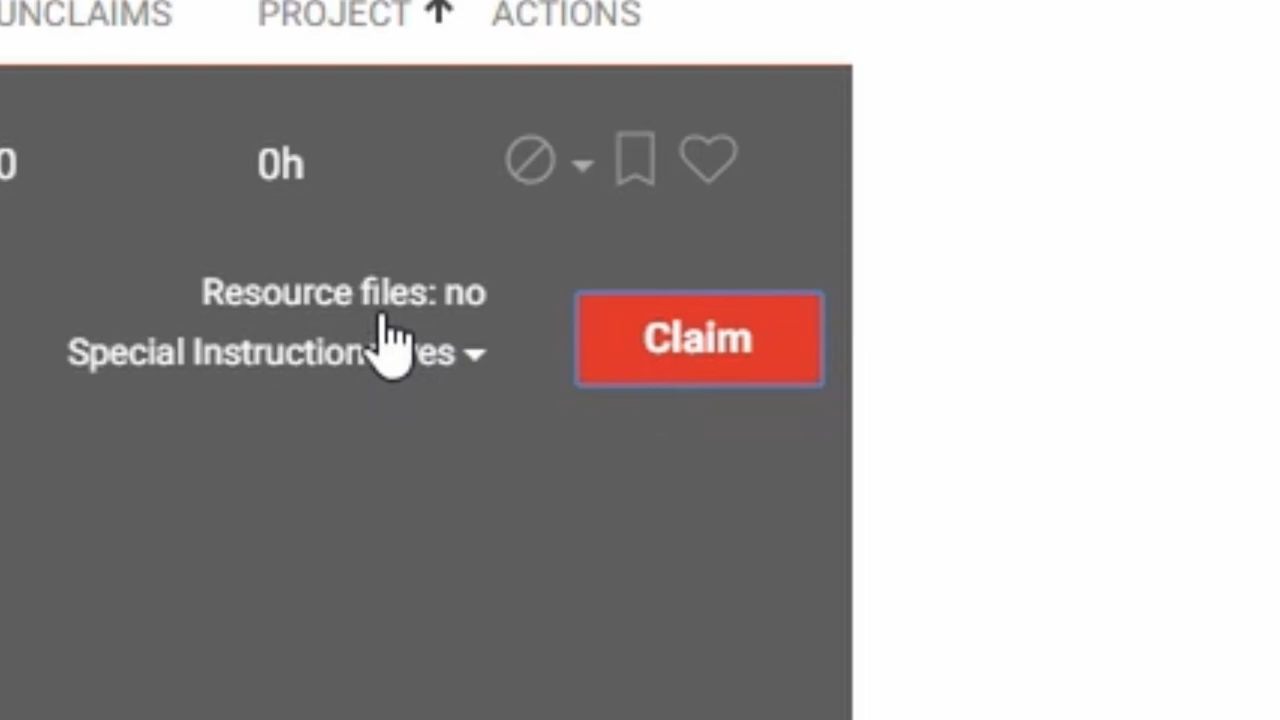 UNCLAIMS PROJECT ↑ ACTIONS
0 0h
Resource files: no
Special Instruction es
Claim